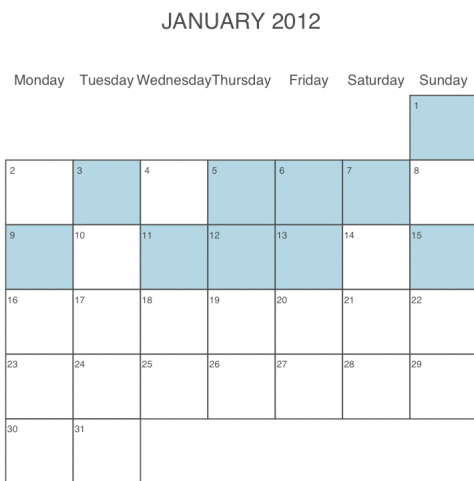 JANUARY 2012
Monday Tuesday Wednesday Thursday Friday Saturday Sunday
1
2 3 4 5 6 7 8
9 10 11 12 13 14 15
16 17 18 19 20 21 22
23 24 25 26 27 28 29
30 31